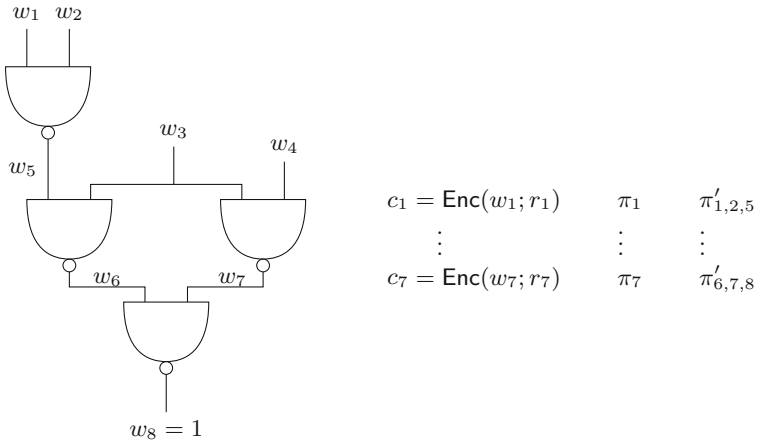 w₁ w₂
w₃
w₄
w₅
w₆ w₇
w₈ = 1
c₁ = Enc(w₁; r₁) π₁ π′₁,₂,₅
⋮ ⋮ ⋮
c₇ = Enc(w₇; r₇) π₇ π′₆,₇,₈